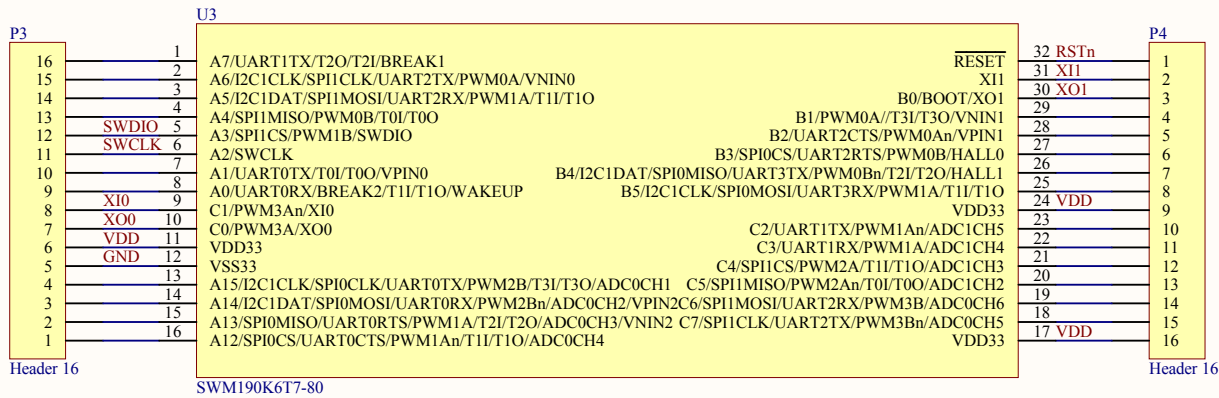 U3
P3
P4
16 1 A7/UART1TX/T2O/T2I/BREAK1 RESET 32 RSTn 1
15 2 A6/I2C1CLK/SPI1CLK/UART2TX/PWM0A/VNIN0 XI1 31 XI1 2
14 3 A5/I2C1DAT/SPI1MOSI/UART2RX/PWM1A/T1I/T1O B0/BOOT/XO1 30 XO1 3
13 4 A4/SPI1MISO/PWM0B/T0I/T0O B1/PWM0A//T3I/T3O/VNIN1 29 4
12 SWDIO 5 A3/SPI1CS/PWM1B/SWDIO B2/UART2CTS/PWM0An/VPIN1 28 5
11 SWCLK 6 A2/SWCLK B3/SPI0CS/UART2RTS/PWM0B/HALL0 27 6
10 7 A1/UART0TX/T0I/T0O/VPIN0 B4/I2C1DAT/SPI0MISO/UART3TX/PWM0Bn/T2I/T2O/HALL1 26 7
9 8 A0/UART0RX/BREAK2/T1I/T1O/WAKEUP B5/I2C1CLK/SPI0MOSI/UART3RX/PWM1A/T1I/T1O 25 8
8 XI0 9 C1/PWM3An/XI0 VDD33 24 VDD 9
7 XO0 10 C0/PWM3A/XO0 C2/UART1TX/PWM1An/ADC1CH5 23 10
6 VDD 11 VDD33 C3/UART1RX/PWM1A/ADC1CH4 22 11
5 GND 12 VSS33 C4/SPI1CS/PWM2A/T1I/T1O/ADC1CH3 21 12
4 13 A15/I2C1CLK/SPI0CLK/UART0TX/PWM2B/T3I/T3O/ADC0CH1 C5/SPI1MISO/PWM2An/T0I/T0O/ADC1CH2 20 13
3 14 A14/I2C1DAT/SPI0MOSI/UART0RX/PWM2Bn/ADC0CH2/VPIN2 C6/SPI1MOSI/UART2RX/PWM3B/ADC0CH6 19 14
2 15 A13/SPI0MISO/UART0RTS/PWM1A/T2I/T2O/ADC0CH3/VNIN2 C7/SPI1CLK/UART2TX/PWM3Bn/ADC0CH5 18 15
1 16 A12/SPI0CS/UART0CTS/PWM1An/T1I/T1O/ADC0CH4 VDD33 17 VDD 16
Header 16
Header 16
SWM190K6T7-80